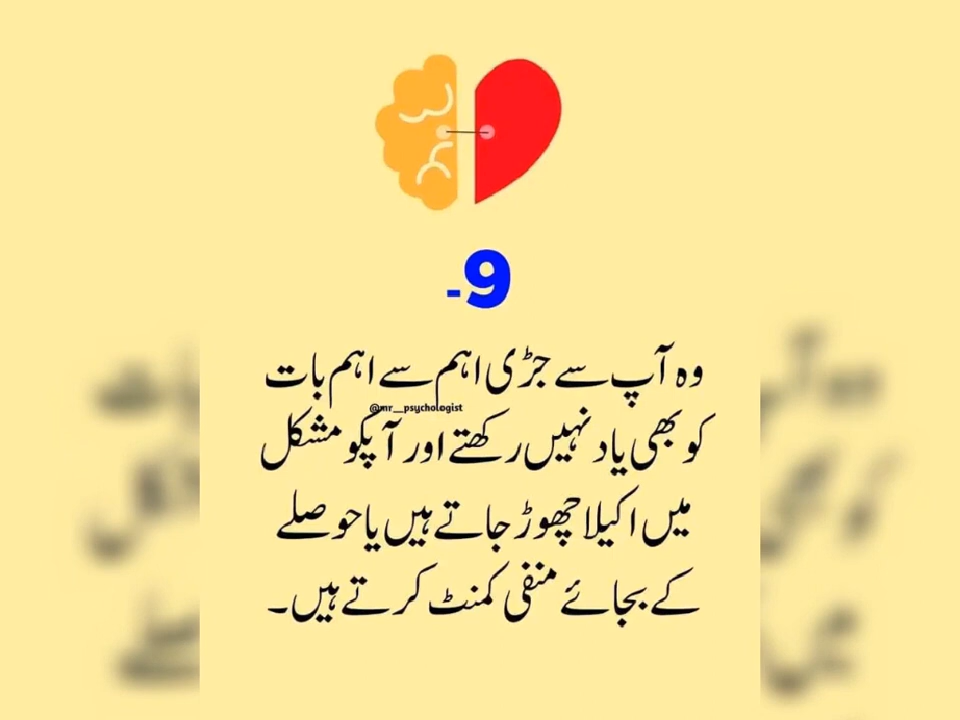 -9
وہ آپ سے جڑی اہم سے اہم بات
@mr__psychologist
کو بھی یاد نہیں رکھتے اور آپکو مشکل
میں اکیلا چھوڑ جاتے ہیں یا حوصلے
کے بجائے منفی کمنٹ کرتے ہیں۔